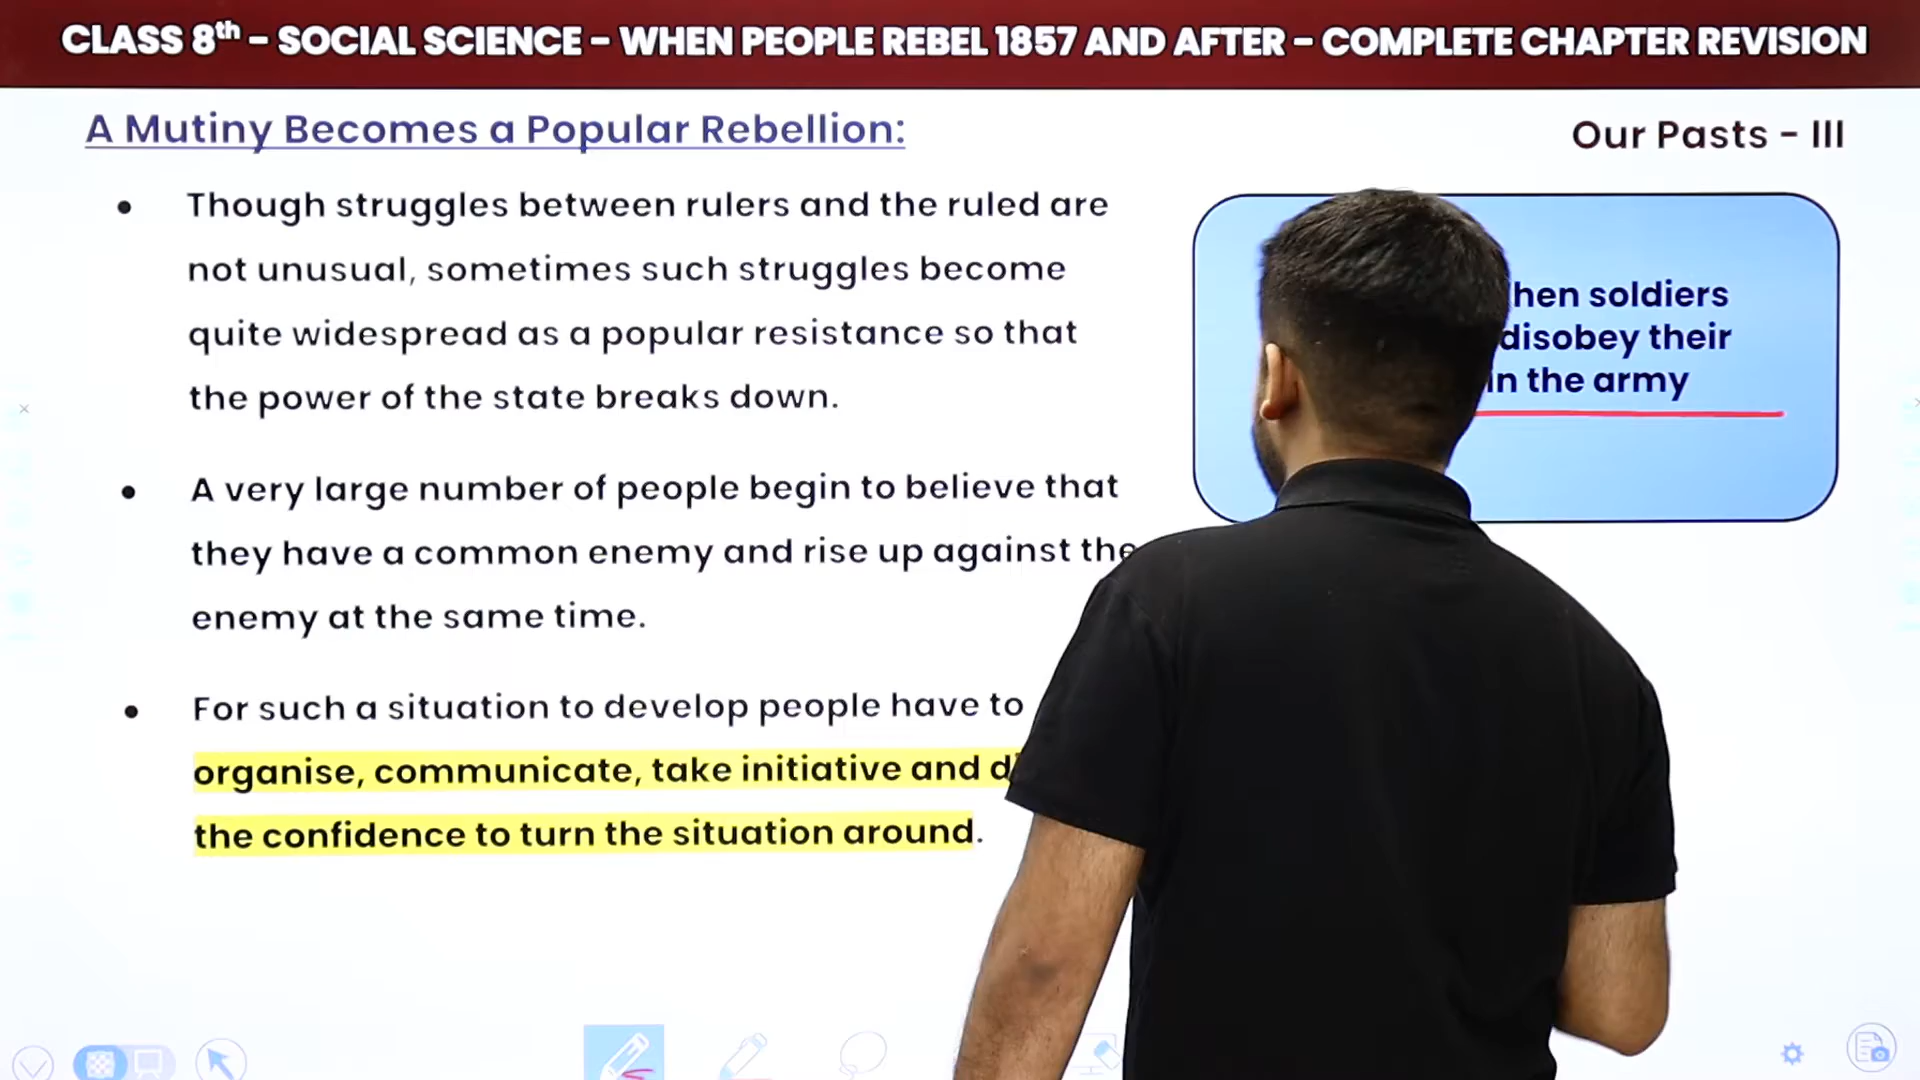 CLASS 8th - SOCIAL SCIENCE - WHEN PEOPLE REBEL 1857 AND AFTER - COMPLETE CHAPTER REVISION
A Mutiny Becomes a Popular Rebellion:
Our Pasts - III
• Though struggles between rulers and the ruled are
not unusual, sometimes such struggles become
quite widespread as a popular resistance so that
the power of the state breaks down.
• A very large number of people begin to believe that
they have a common enemy and rise up against the
enemy at the same time.
• For such a situation to develop people have to
organise, communicate, take initiative and
the confidence to turn the situation around.
soldiers
disobey their
in the army